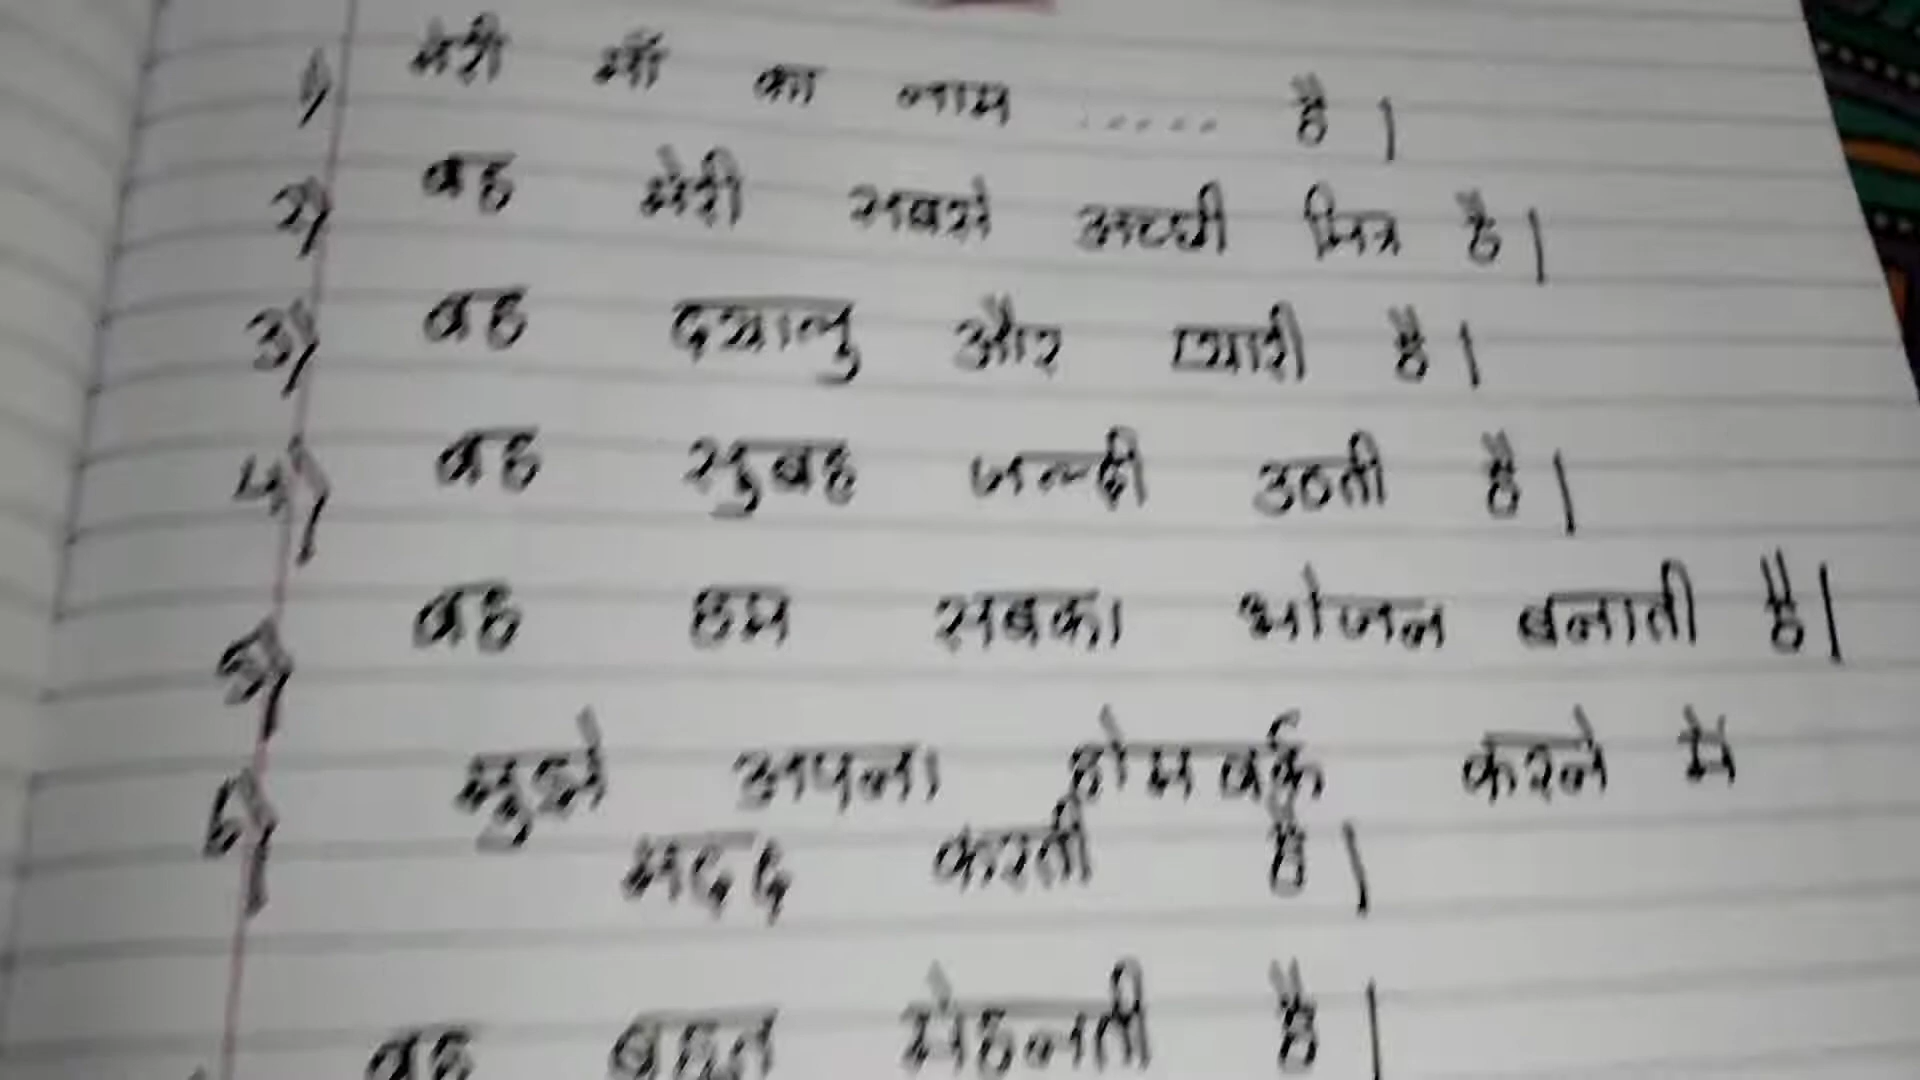 1) मेरी माँ का नाम ..... है |
2) वह मेरी सबसे अच्छी मित्र है |
3) वह दयालु और प्यारी है |
4) वह सुबह जल्दी उठती है |
5) वह हम सबका भोजन बनाती है |
6) मुझे अपना होमवर्क करने में
मदद करती है |
वह बहुत मेहनती है |